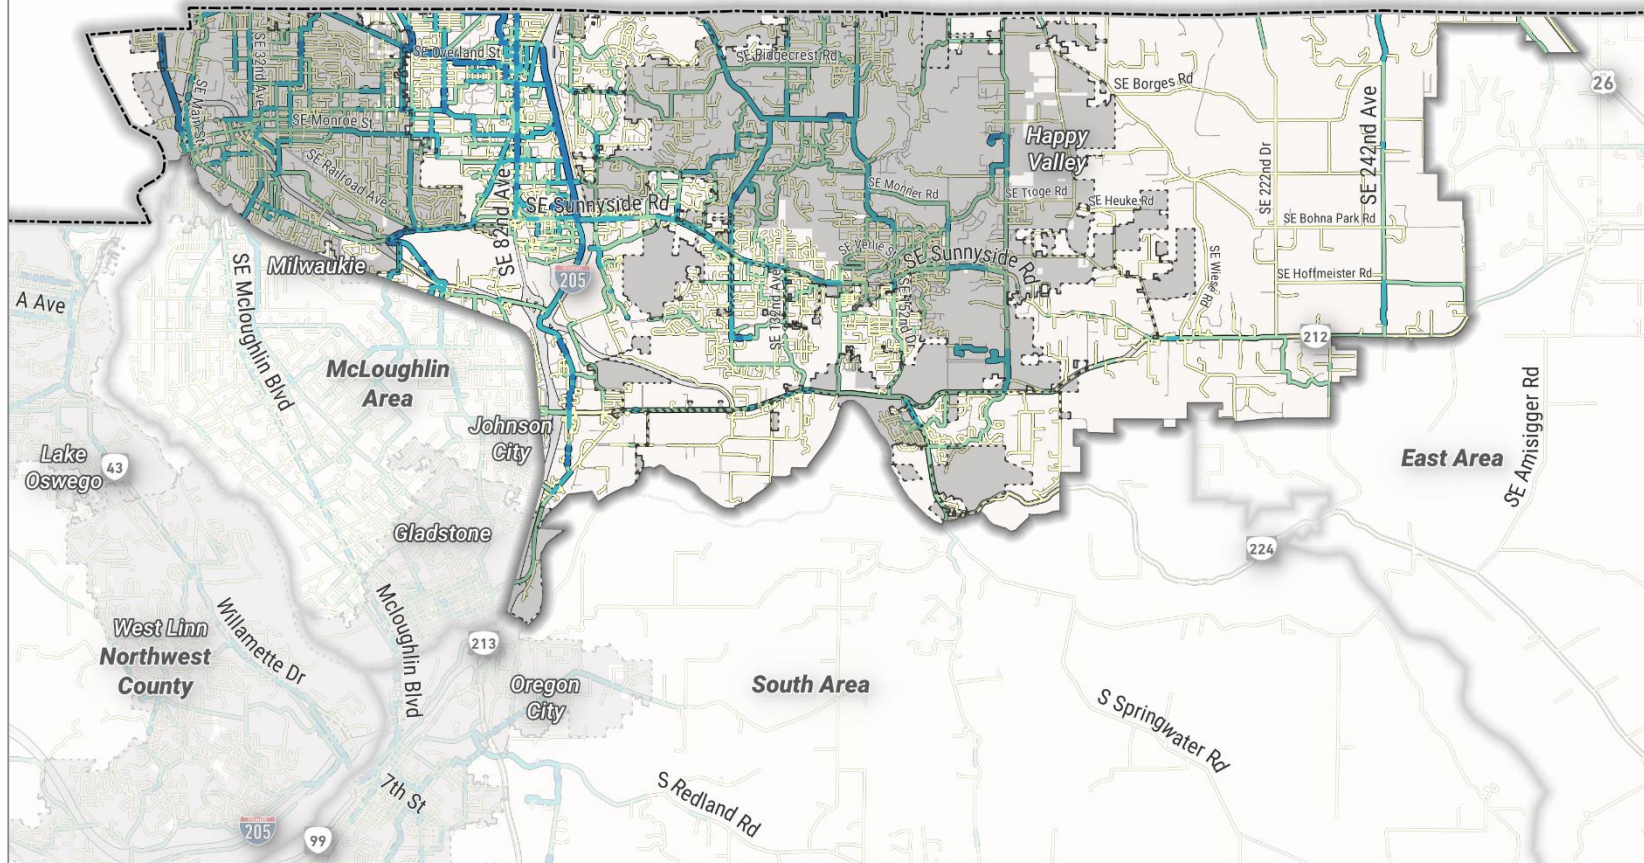 SE Overland St
SE Ridgecrest Rd
SE 32nd Ave
SE Main St
SE Monroe St
SE Railroad Ave
SE Borges Rd
26
Happy
Valley
SE 82nd Ave
SE Sunnyside Rd
SE Monner Rd
SE Troge Rd
SE Heuke Rd
SE 222nd Dr
SE 242nd Ave
SE Bohna Park Rd
SE Verlie St
SE Sunnyside Rd
SE Wiese Rd
SE Hoffmeister Rd
Milwaukie
205
SE 132nd Ave
SE 152nd Dr
212
A Ave
SE Mcloughlin Blvd
McLoughlin
Area
Johnson
City
Lake
Oswego
43
Gladstone
East Area
SE Amisigger Rd
224
West Linn
Northwest
County
Willamette Dr
Mcloughlin Blvd
213
Oregon
City
South Area
S Springwater Rd
7th St
S Redland Rd
205
99